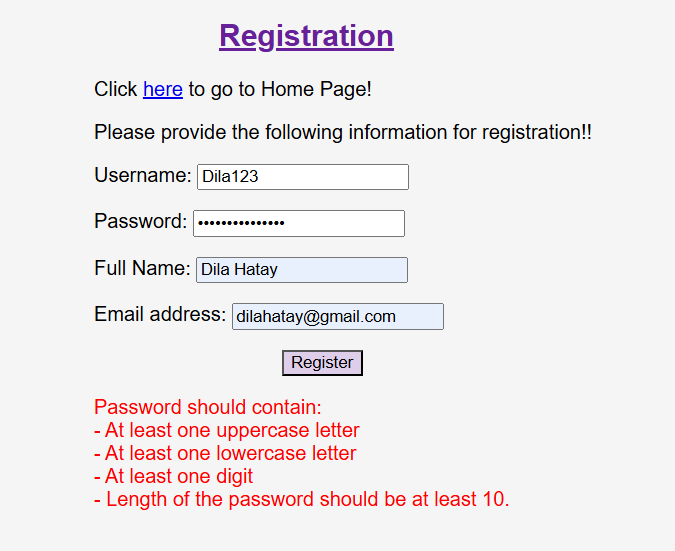 Registration
Click here to go to Home Page!
Please provide the following information for registration!!
Username: Dila123
Password: •••••••••••••••
Full Name: Dila Hatay
Email address: dilahatay@gmail.com
Register
Password should contain:
- At least one uppercase letter
- At least one lowercase letter
- At least one digit
- Length of the password should be at least 10.